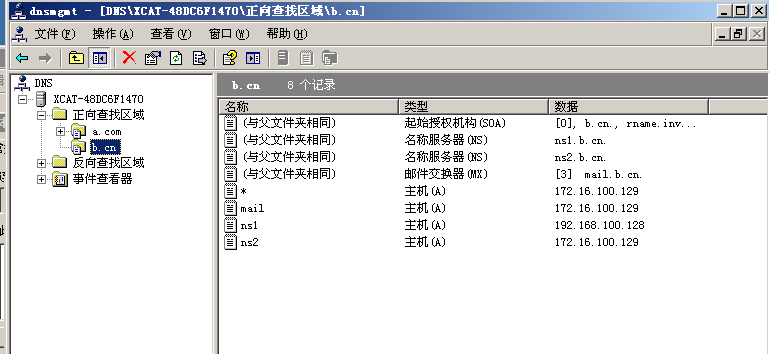 dnsmgmt - [DNS\XCAT-48DC6F1470\正向查找区域\b.cn]
文件(F) 操作(A) 查看(V) 窗口(W) 帮助(H)
DNS
XCAT-48DC6F1470
正向查找区域
a.com
b.cn
反向查找区域
事件查看器
b.cn 8 个记录
名称 类型 数据
(与父文件夹相同) 起始授权机构(SOA) [0], b.cn., rname.inv...
(与父文件夹相同) 名称服务器(NS) ns1.b.cn.
(与父文件夹相同) 名称服务器(NS) ns2.b.cn.
(与父文件夹相同) 邮件交换器(MX) [3] mail.b.cn.
* 主机(A) 172.16.100.129
mail 主机(A) 172.16.100.129
ns1 主机(A) 192.168.100.128
ns2 主机(A) 172.16.100.129